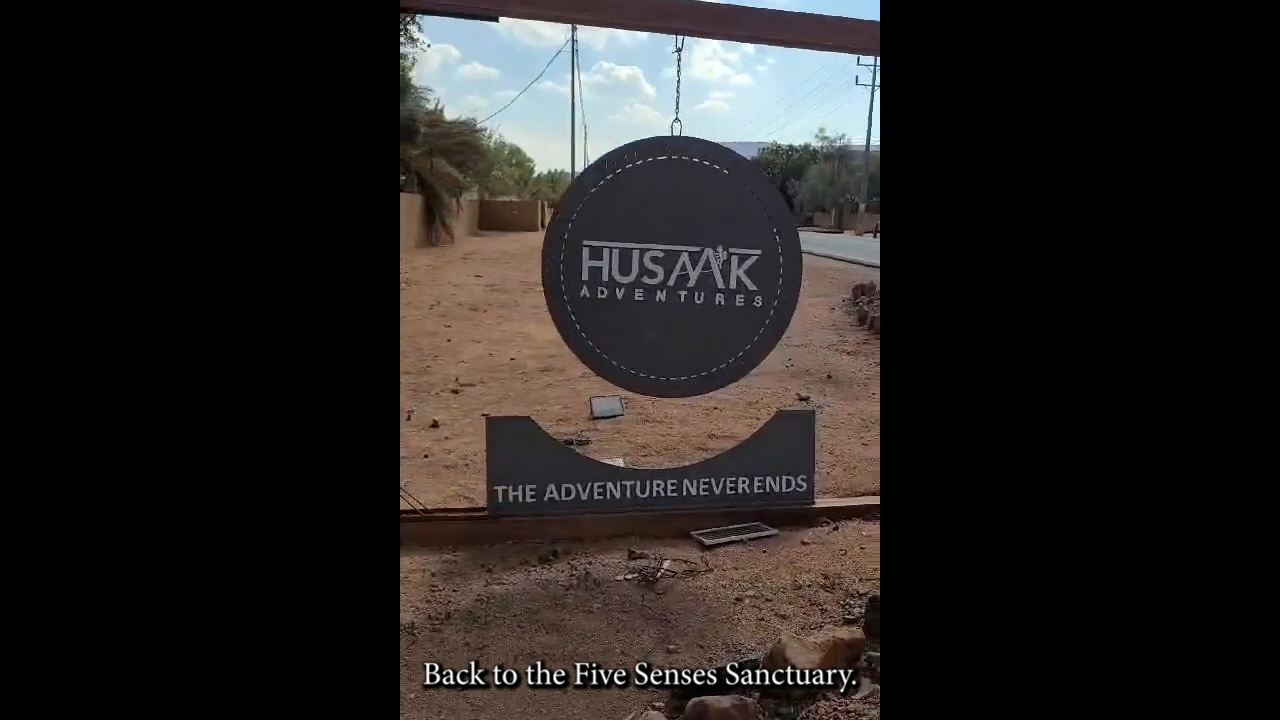 HUSAAK
ADVENTURES
THE ADVENTURE NEVER ENDS
Back to the Five Senses Sanctuary.